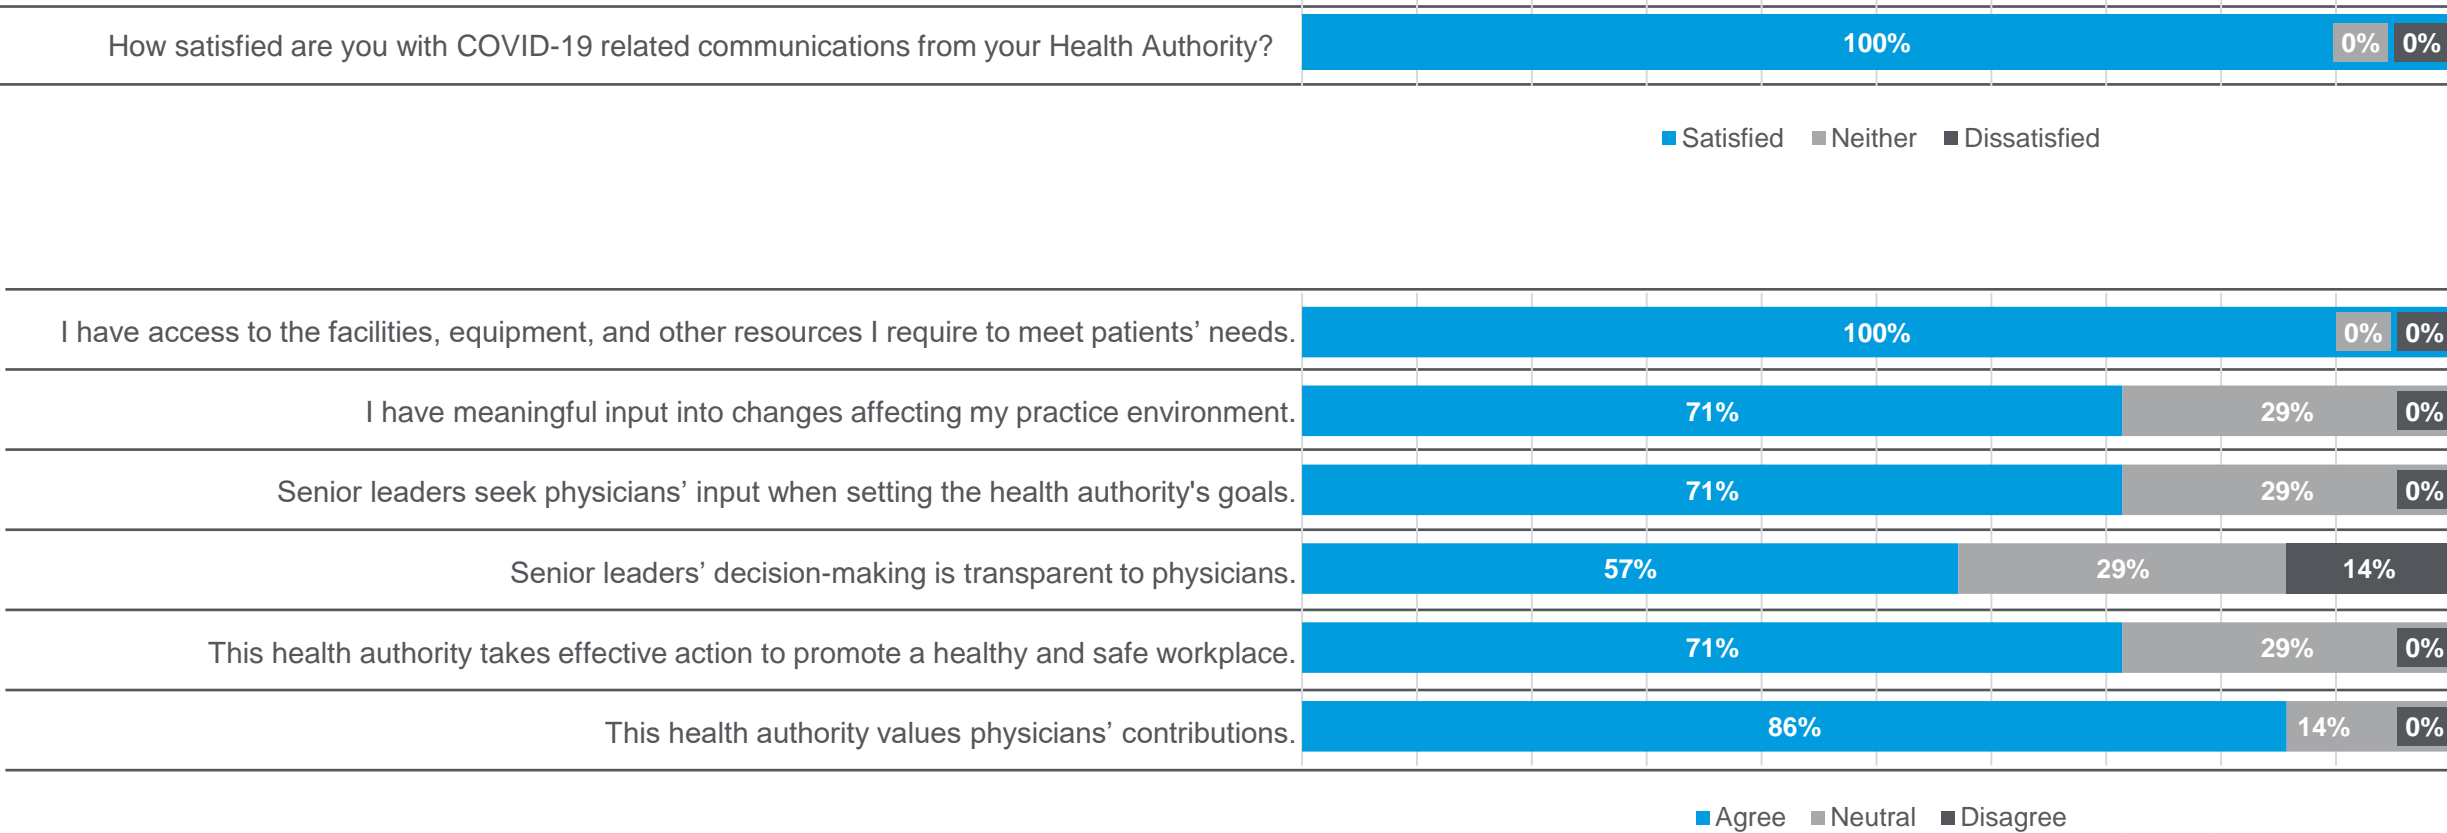 How satisfied are you with COVID-19 related communications from your Health Authority? 100% 0% 0%
Satisfied Neither Dissatisfied
I have access to the facilities, equipment, and other resources I require to meet patients’ needs. 100% 0% 0%
I have meaningful input into changes affecting my practice environment. 71% 29% 0%
Senior leaders seek physicians’ input when setting the health authority's goals. 71% 29% 0%
Senior leaders’ decision-making is transparent to physicians. 57% 29% 14%
This health authority takes effective action to promote a healthy and safe workplace. 71% 29% 0%
This health authority values physicians’ contributions. 86% 14% 0%
Agree Neutral Disagree